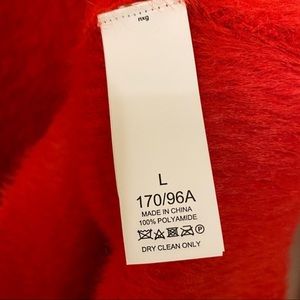 L
170/96A
MADE IN CHINA
100% POLYAMIDE
DRY CLEAN ONLY